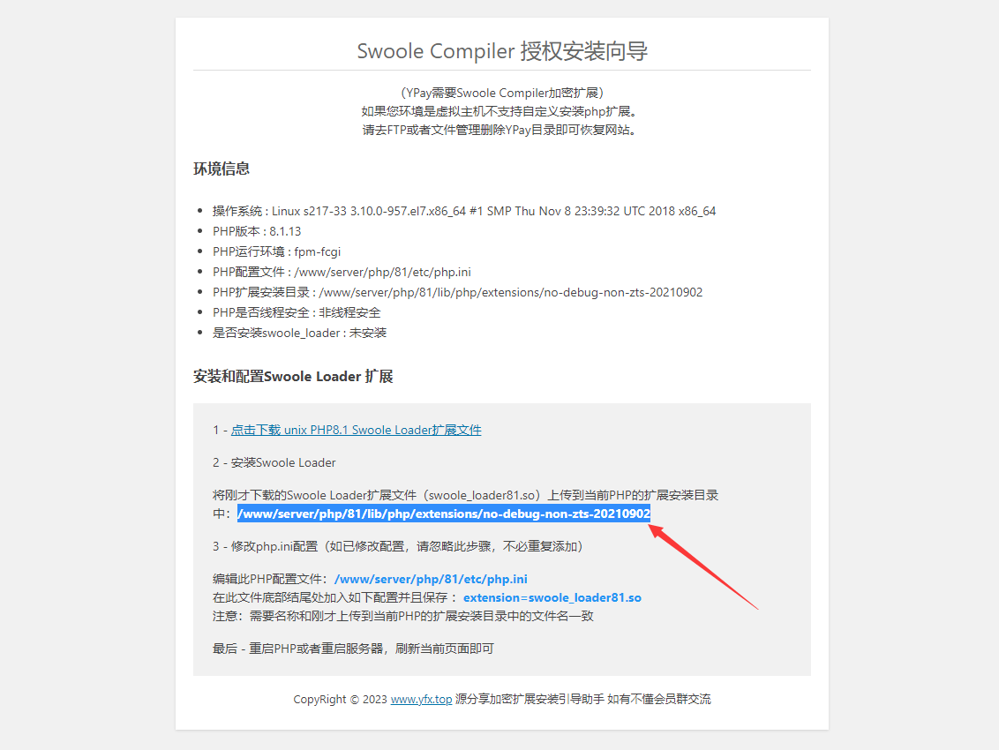 Swoole Compiler 授权安装向导
（YPay需要Swoole Compiler加密扩展）
如果您环境是虚拟主机不支持自定义安装php扩展。
请去FTP或者文件管理删除YPay目录即可恢复网站。
环境信息
操作系统 : Linux s217-33 3.10.0-957.el7.x86_64 #1 SMP Thu Nov 8 23:39:32 UTC 2018 x86_64
PHP版本 : 8.1.13
PHP运行环境 : fpm-fcgi
PHP配置文件 : /www/server/php/81/etc/php.ini
PHP扩展安装目录 : /www/server/php/81/lib/php/extensions/no-debug-non-zts-20210902
PHP是否线程安全 : 非线程安全
是否安装swoole_loader : 未安装
安装和配置Swoole Loader 扩展
1 - 点击下载 unix PHP8.1 Swoole Loader扩展文件
2 - 安装Swoole Loader
将刚才下载的Swoole Loader扩展文件（swoole_loader81.so）上传到当前PHP的扩展安装目录
中：/www/server/php/81/lib/php/extensions/no-debug-non-zts-20210902
3 - 修改php.ini配置（如已修改配置，请忽略此步骤，不必重复添加）
编辑此PHP配置文件：/www/server/php/81/etc/php.ini
在此文件底部结尾处加入如下配置并且保存 ：extension=swoole_loader81.so
注意：需要名称和刚才上传到当前PHP的扩展安装目录中的文件名一致
最后 - 重启PHP或者重启服务器，刷新当前页面即可
CopyRight © 2023 www.yfx.top 源分享加密扩展安装引导助手 如有不懂会员群交流